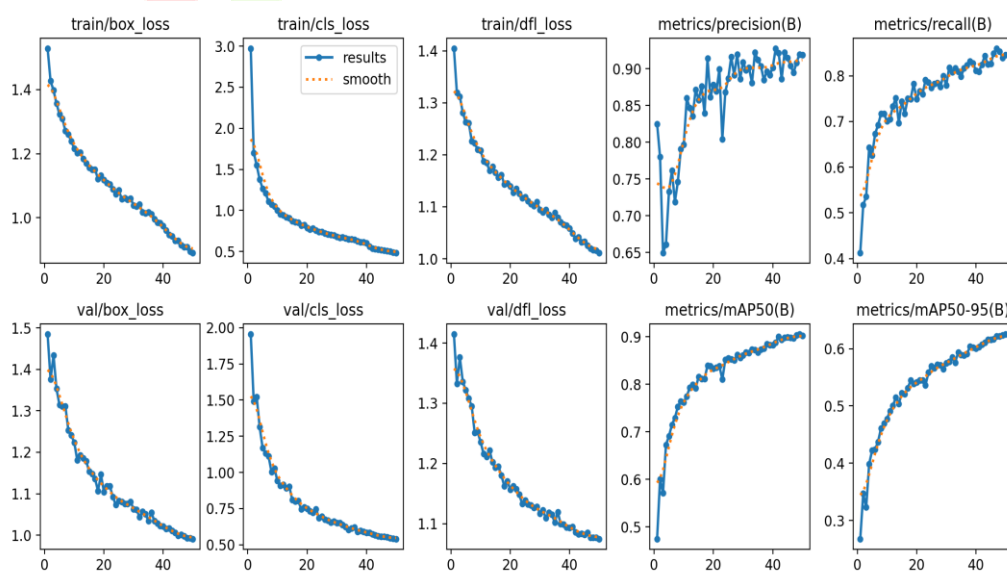 train/box_loss
train/cls_loss
train/dfl_loss
metrics/precision(B)
metrics/recall(B)
1.4
1.2
1.0
0 20 40
3.0
2.5
2.0
1.5
1.0
0.5
0 20 40
results
smooth
1.4
1.3
1.2
1.1
1.0
0 20 40
0.90
0.85
0.80
0.75
0.70
0.65
0 20 40
0.8
0.7
0.6
0.5
0.4
0 20 40
val/box_loss
val/cls_loss
val/dfl_loss
metrics/mAP50(B)
metrics/mAP50-95(B)
1.5
1.4
1.3
1.2
1.1
1.0
0 20 40
2.00
1.75
1.50
1.25
1.00
0.75
0.50
0 20 40
1.4
1.3
1.2
1.1
0 20 40
0.9
0.8
0.7
0.6
0.5
0 20 40
0.6
0.5
0.4
0.3
0 20 40